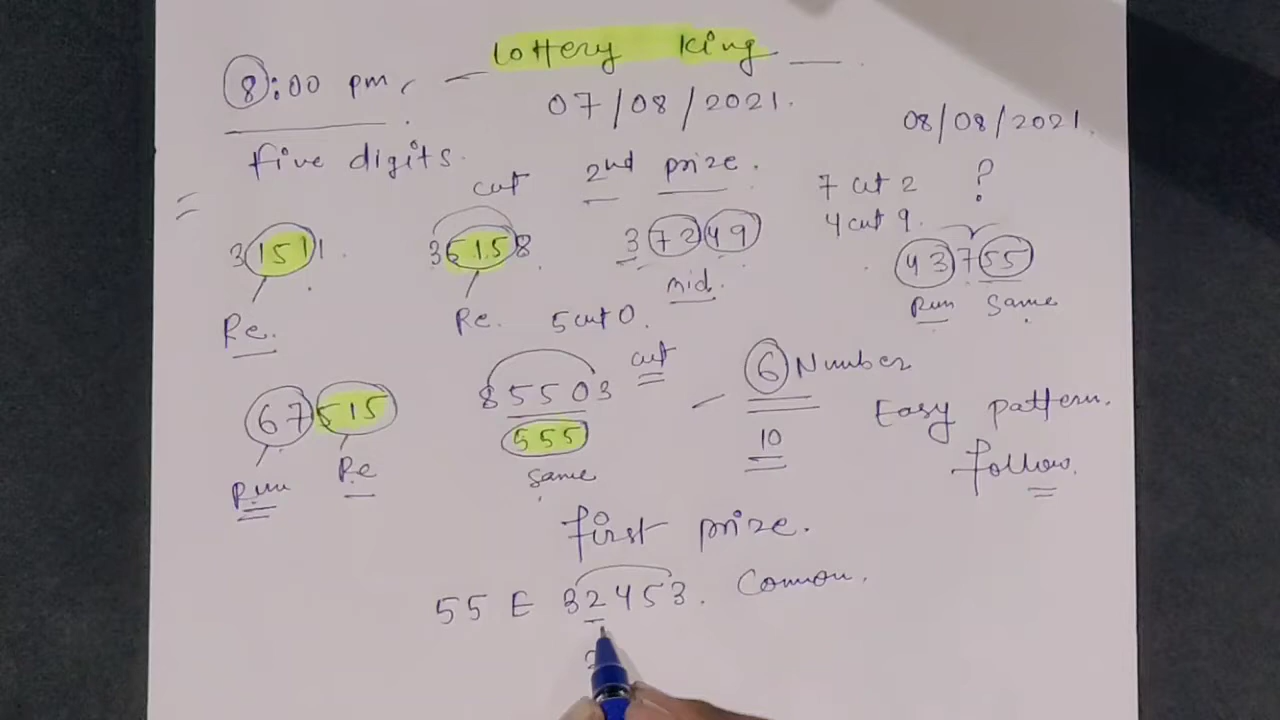 Lottery King
8:00 pm,
07/08/2021.
08/08/2021.
five digits.
cut
2nd prize.
7 cut 2
?
4 cut 9.
31511.
35158.
37249
43755
Re.
Re.
5 cut 0.
mid.
Run
Same
67515
85503
cut
6 Number
555
10
Easy pattern.
Run
Re
Same
follow.
first prize.
55 E 32453. Common.